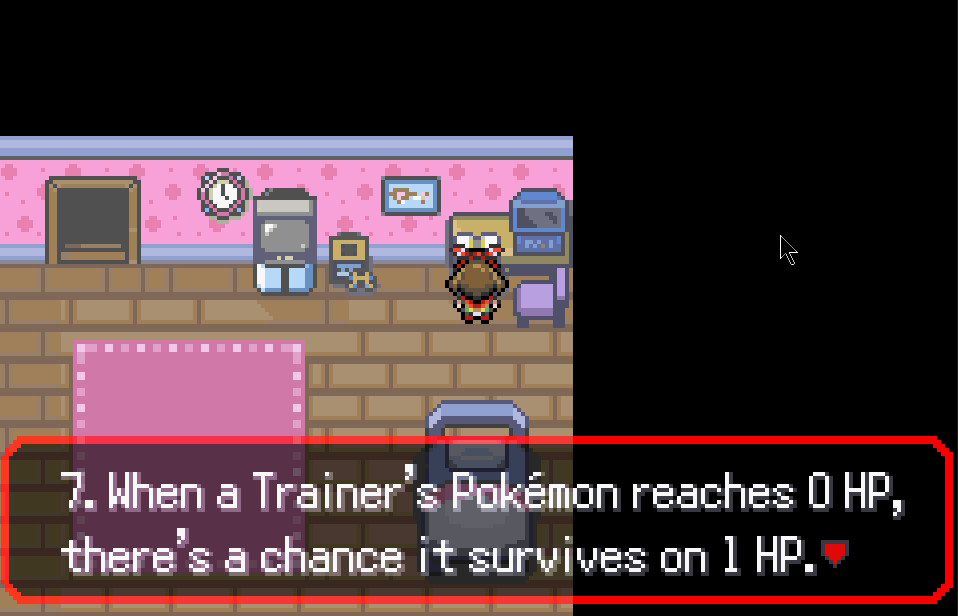 7. When a Trainer's Pokémon reaches 0 HP,
there's a chance it survives on 1 HP.